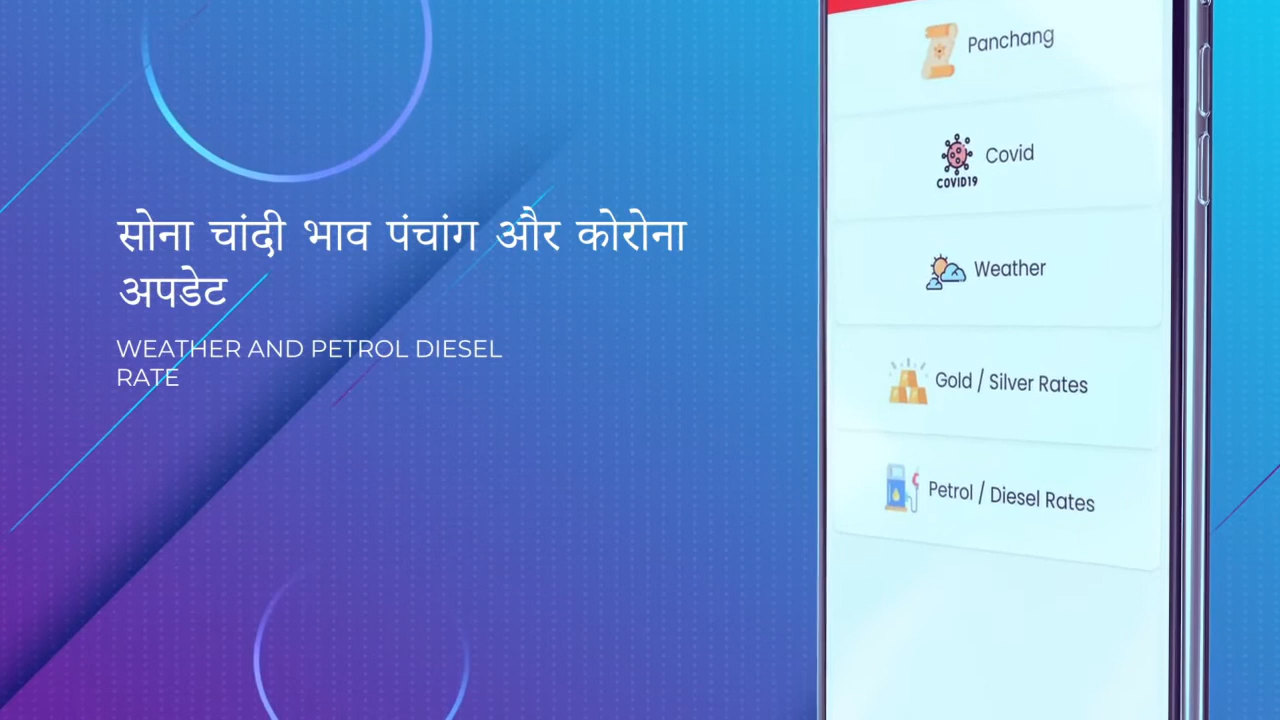 सोना चांदी भाव पंचांग और कोरोना
अपडेट
WEATHER AND PETROL DIESEL
RATE
Panchang
COVID19
Covid
Weather
Gold / Silver Rates
Petrol / Diesel Rates